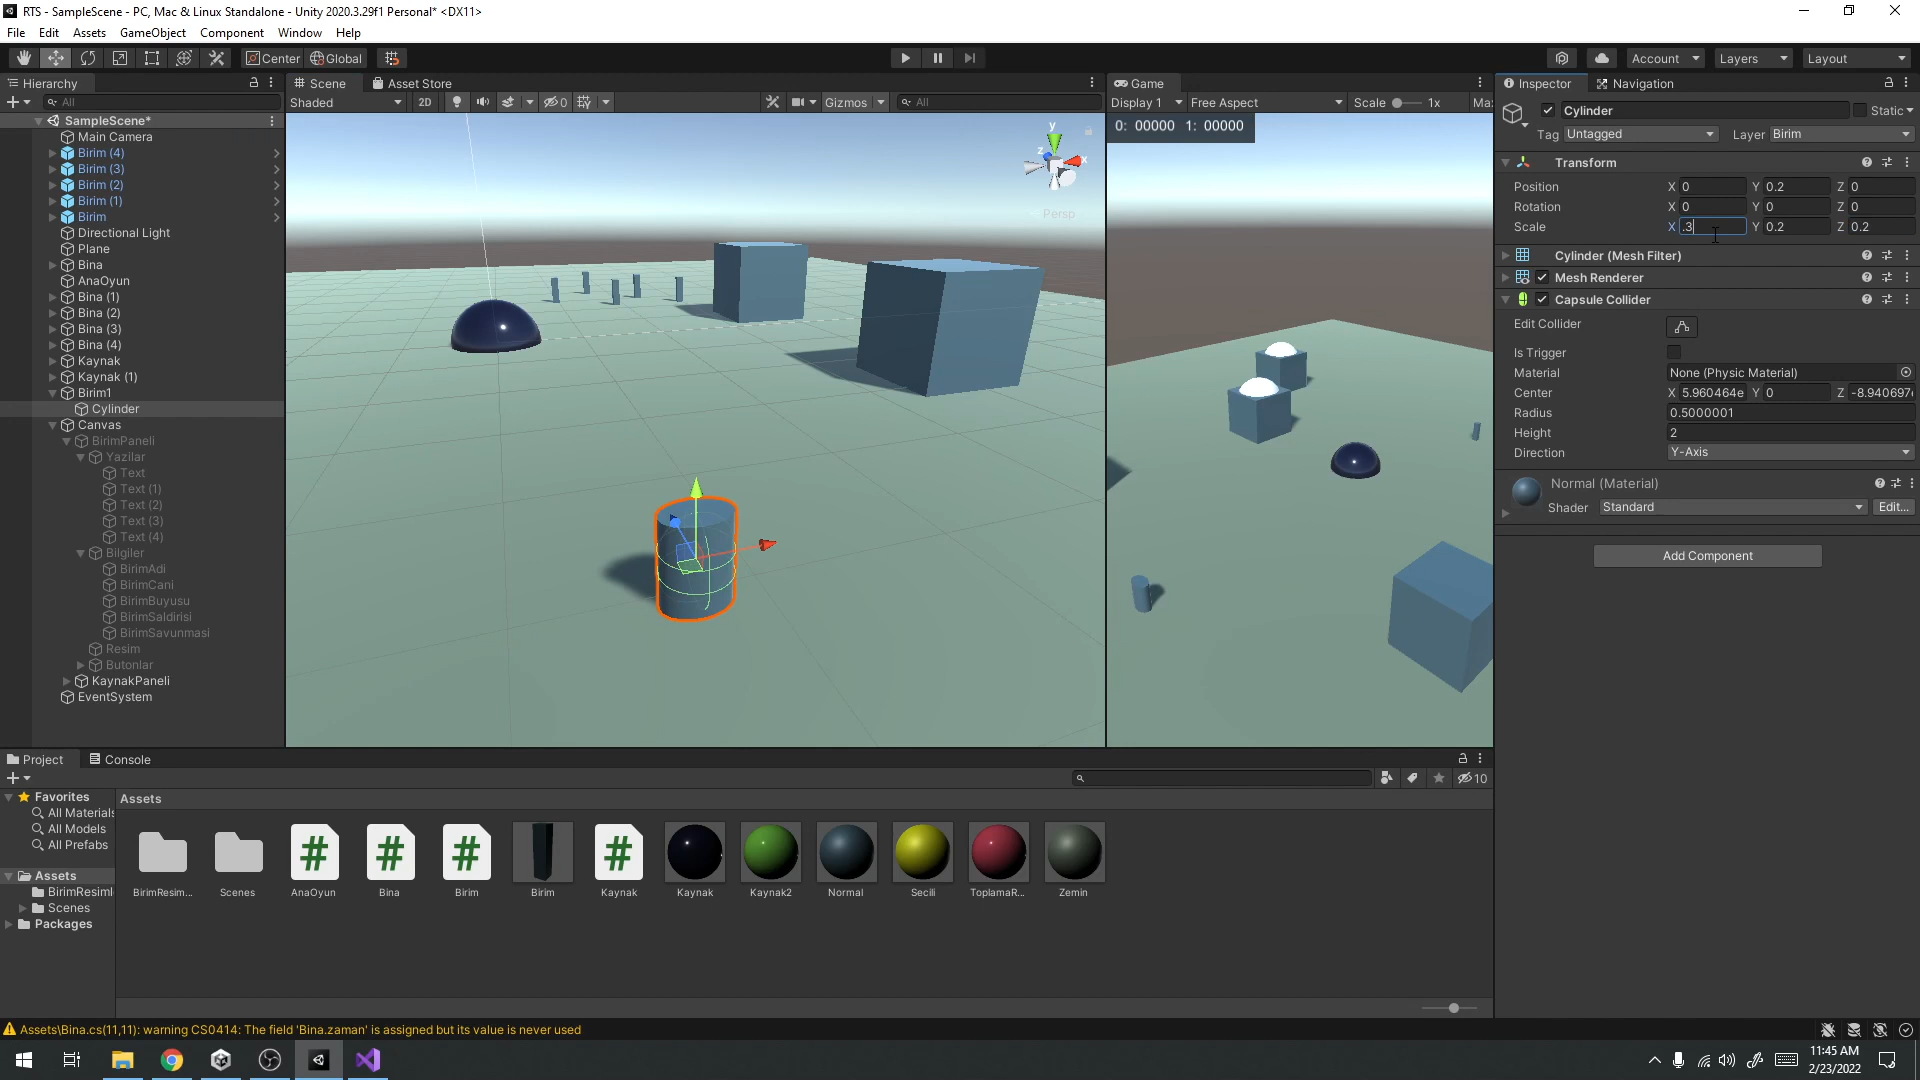 RTS - SampleScene - PC, Mac & Linux Standalone - Unity 2020.3.29f1 Personal* <DX11>
File Edit Assets GameObject Component Window Help
Center Global Account Layers Layout
Hierarchy
All
SampleScene*
Main Camera
Birim (4)
Birim (3)
Birim (2)
Birim (1)
Birim
Directional Light
Plane
Bina
AnaOyun
Bina (1)
Bina (2)
Bina (3)
Bina (4)
Kaynak
Kaynak (1)
Birim1
Cylinder
Canvas
BirimPaneli
Yazilar
Text
Text (1)
Text (2)
Text (3)
Text (4)
Bilgiler
BirimAdi
BirimCani
BirimBuyusu
BirimSaldirisi
BirimSavunmasi
Resim
Butonlar
KaynakPaneli
EventSystem
Scene Asset Store
Shaded 2D 0 Gizmos All
y
z x
Persp
Game
Display 1 Free Aspect Scale 1x Ma
0: 00000 1: 00000
Inspector Navigation
Cylinder Static
Tag Untagged Layer Birim
Transform
Position X 0 Y 0.2 Z 0
Rotation X 0 Y 0 Z 0
Scale X .3 Y 0.2 Z 0.2
Cylinder (Mesh Filter)
Mesh Renderer
Capsule Collider
Edit Collider
Is Trigger
Material None (Physic Material)
Center X 5.960464e Y 0 Z -8.940697
Radius 0.5000001
Height 2
Direction Y-Axis
Normal (Material)
Shader Standard Edit...
Add Component
Project Console
10
Favorites
All Materials
All Models
All Prefabs
Assets
BirimResiml
Scenes
Packages
Assets
BirimResim... Scenes AnaOyun Bina Birim Birim Kaynak Kaynak Kaynak2 Normal Secili ToplamaR... Zemin
Assets\Bina.cs(11,11): warning CS0414: The field 'Bina.zaman' is assigned but its value is never used
11:45 AM
2/23/2022